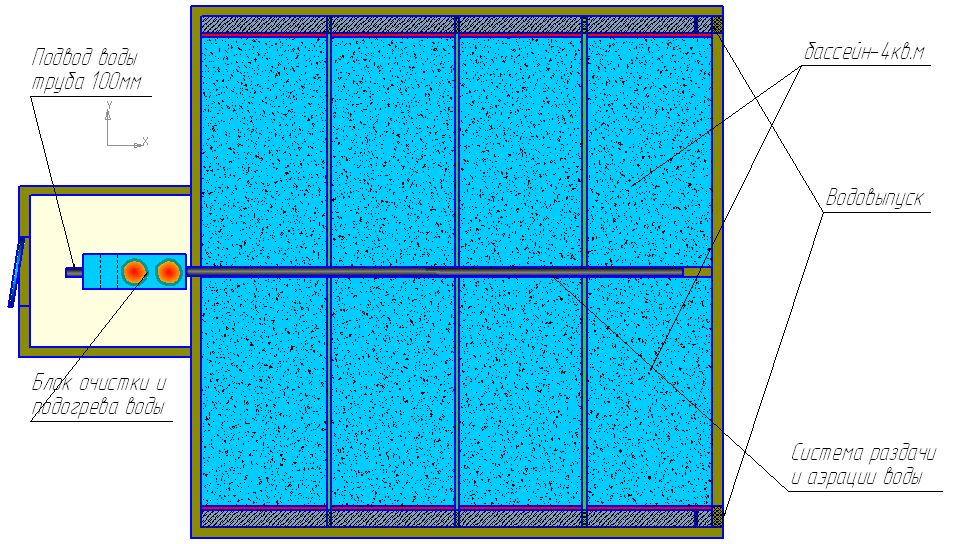 Подвод воды
труба 100мм
Y
X
бассейн-4кв.м
Водовыпуск
Блок очистки и
подогрева воды
Система раздачи
и аэрации воды